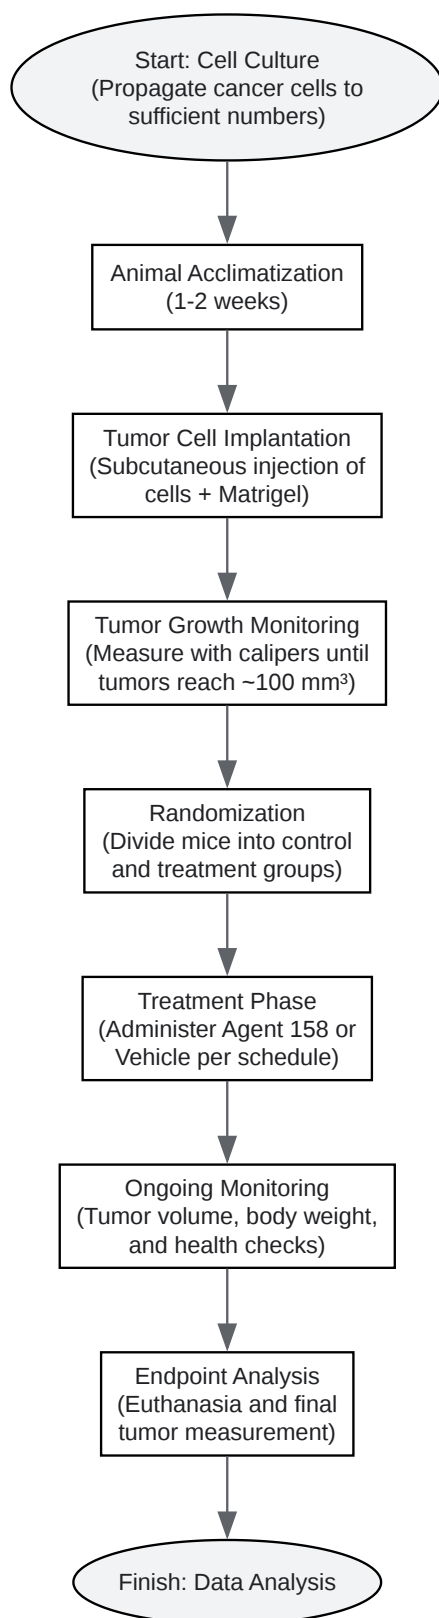 Start: Cell Culture
(Propagate cancer cells to
sufficient numbers)
Animal Acclimatization
(1-2 weeks)
Tumor Cell Implantation
(Subcutaneous injection of
cells + Matrigel)
Tumor Growth Monitoring
(Measure with calipers until
tumors reach ~100 mm³)
Randomization
(Divide mice into control
and treatment groups)
Treatment Phase
(Administer Agent 158 or
Vehicle per schedule)
Ongoing Monitoring
(Tumor volume, body weight,
and health checks)
Endpoint Analysis
(Euthanasia and final
tumor measurement)
Finish: Data Analysis